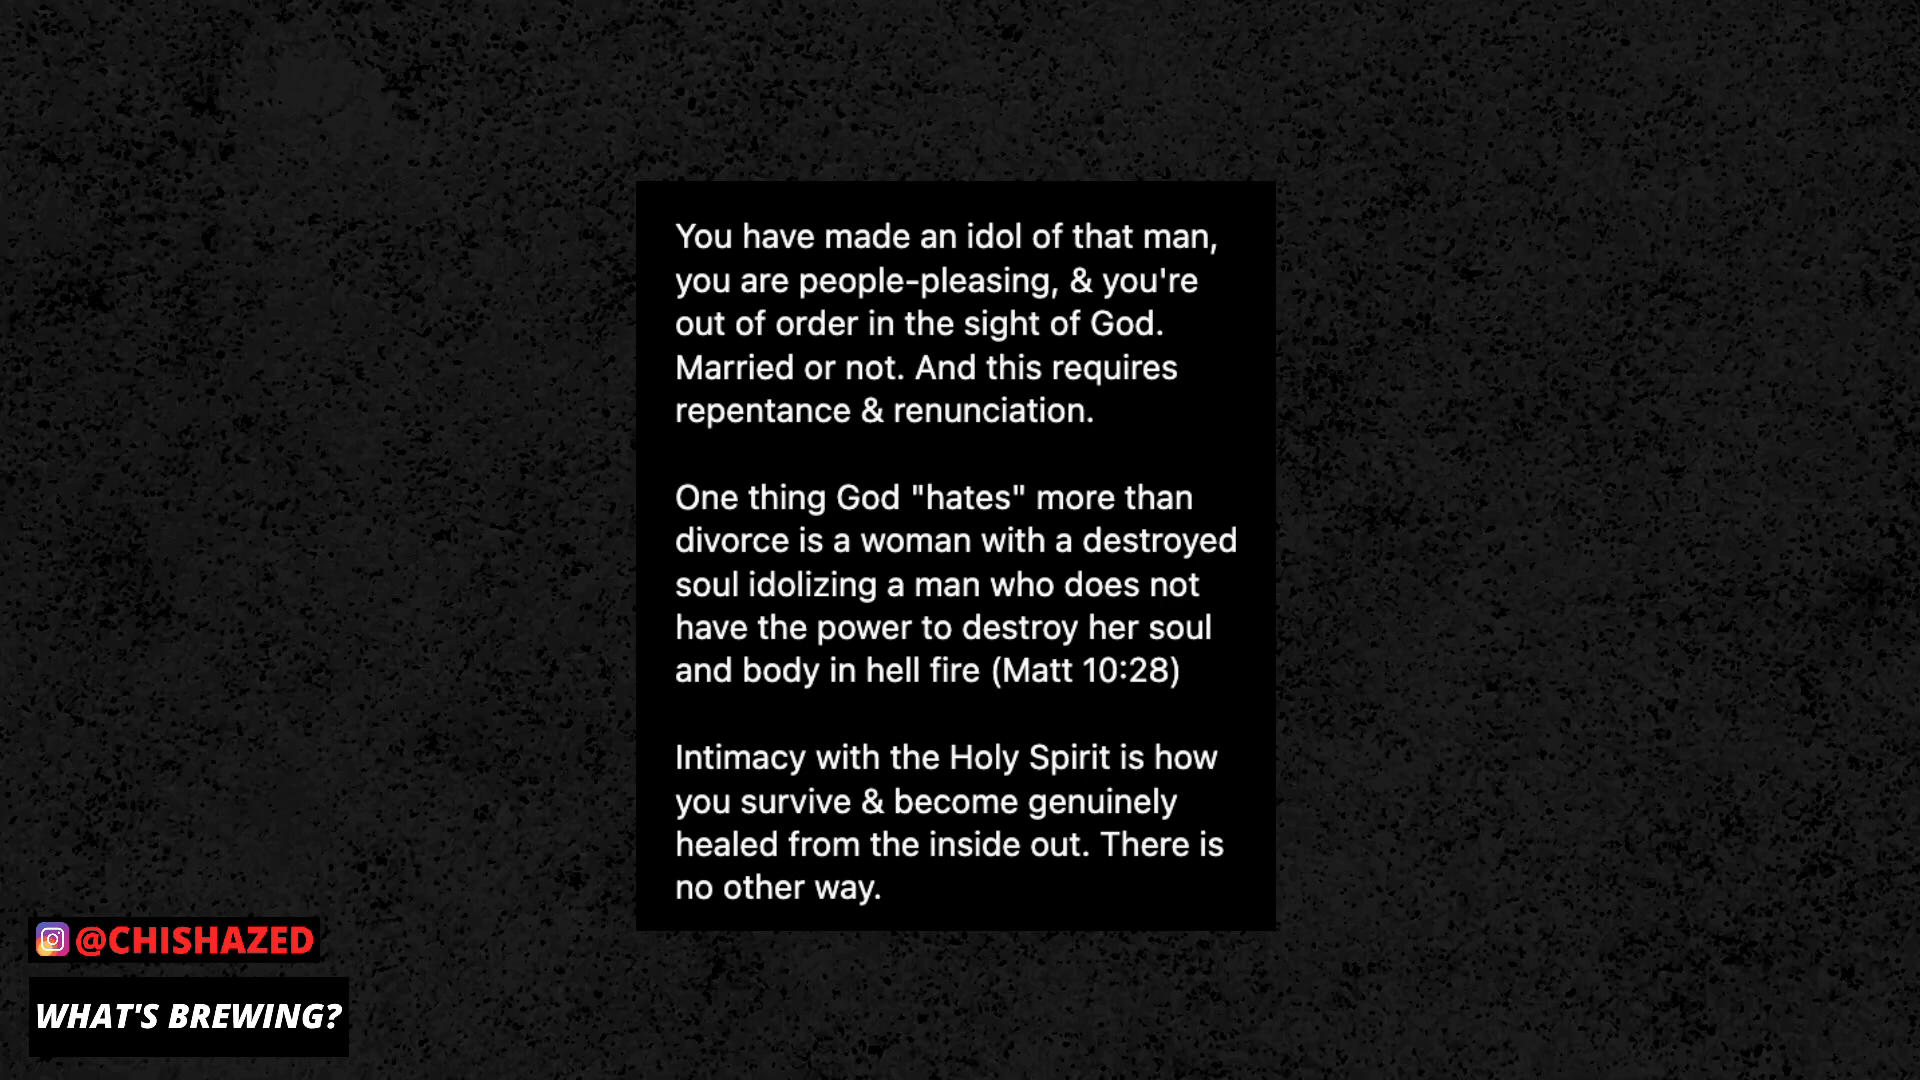 You have made an idol of that man,
you are people-pleasing, & you're
out of order in the sight of God.
Married or not. And this requires
repentance & renunciation.
One thing God "hates" more than
divorce is a woman with a destroyed
soul idolizing a man who does not
have the power to destroy her soul
and body in hell fire (Matt 10:28)
Intimacy with the Holy Spirit is how
you survive & become genuinely
healed from the inside out. There is
no other way.
@CHISHAZED
WHAT'S BREWING?